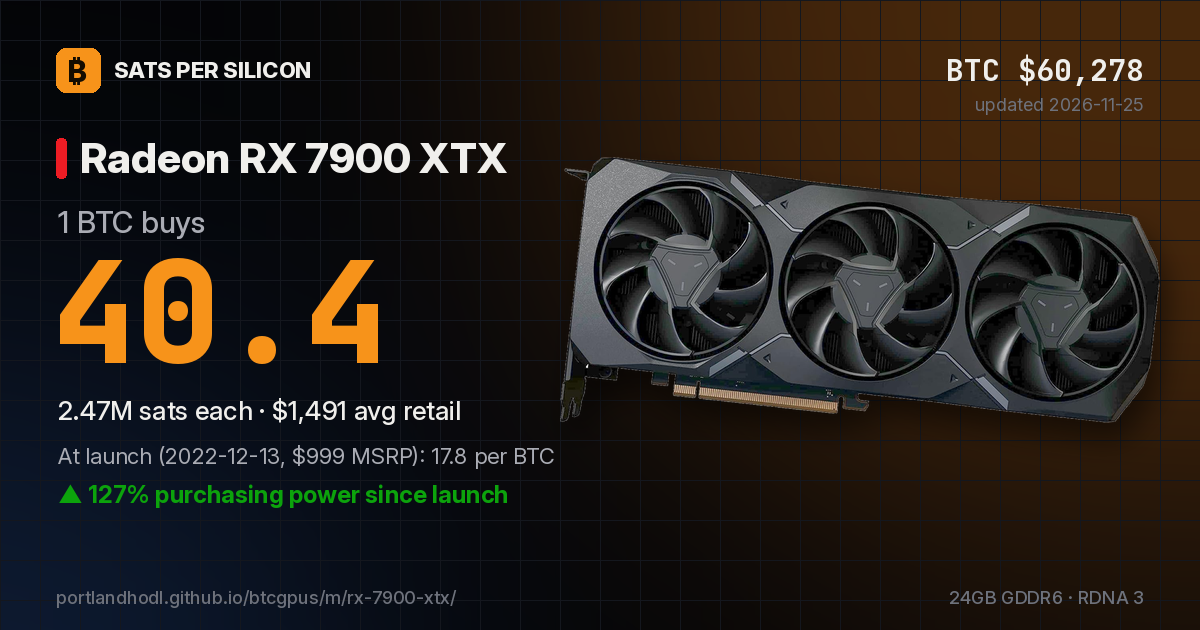 ₿ SATS PER SILICON
BTC $60,278
updated 2026-11-25
Radeon RX 7900 XTX
1 BTC buys
40.4
2.47M sats each · $1,491 avg retail
At launch (2022-12-13, $999 MSRP): 17.8 per BTC
▲ 127% purchasing power since launch
portlandhodl.github.io/btcgpus/m/rx-7900-xtx/
24GB GDDR6 · RDNA 3